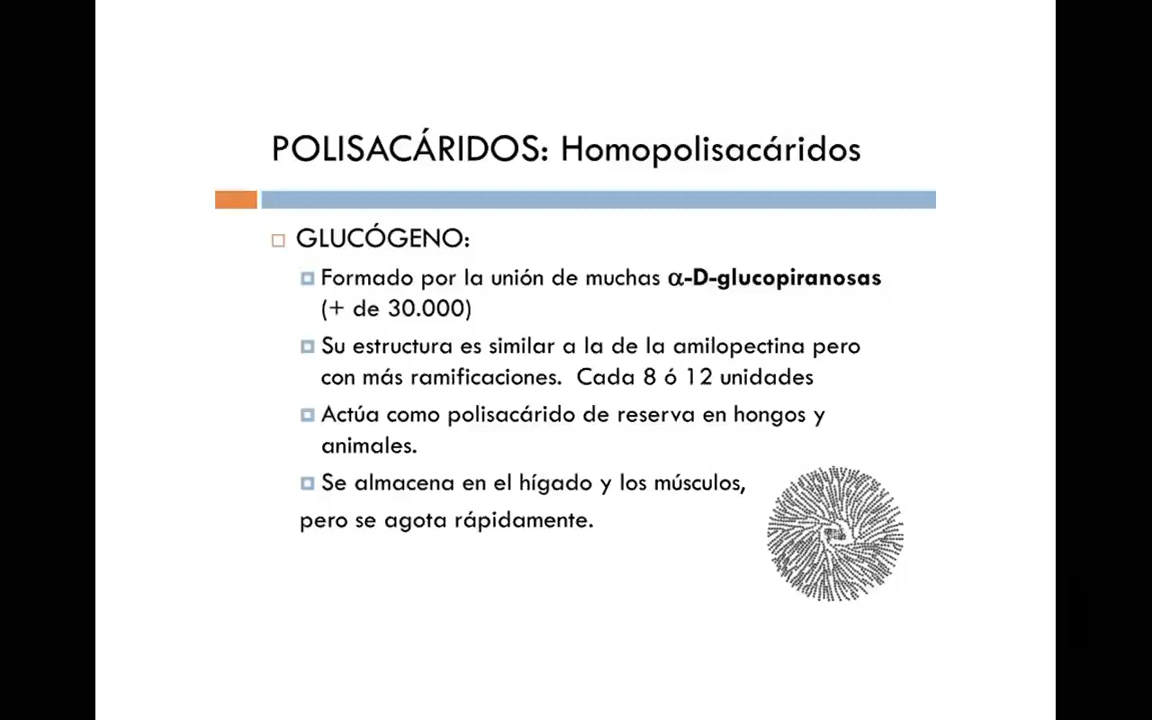 POLISACÁRIDOS: Homopolisacáridos
GLUCÓGENO:
Formado por la unión de muchas α-D-glucopiranosas
(+ de 30.000)
Su estructura es similar a la de la amilopectina pero
con más ramificaciones. Cada 8 ó 12 unidades
Actúa como polisacárido de reserva en hongos y
animales.
Se almacena en el hígado y los músculos,
pero se agota rápidamente.